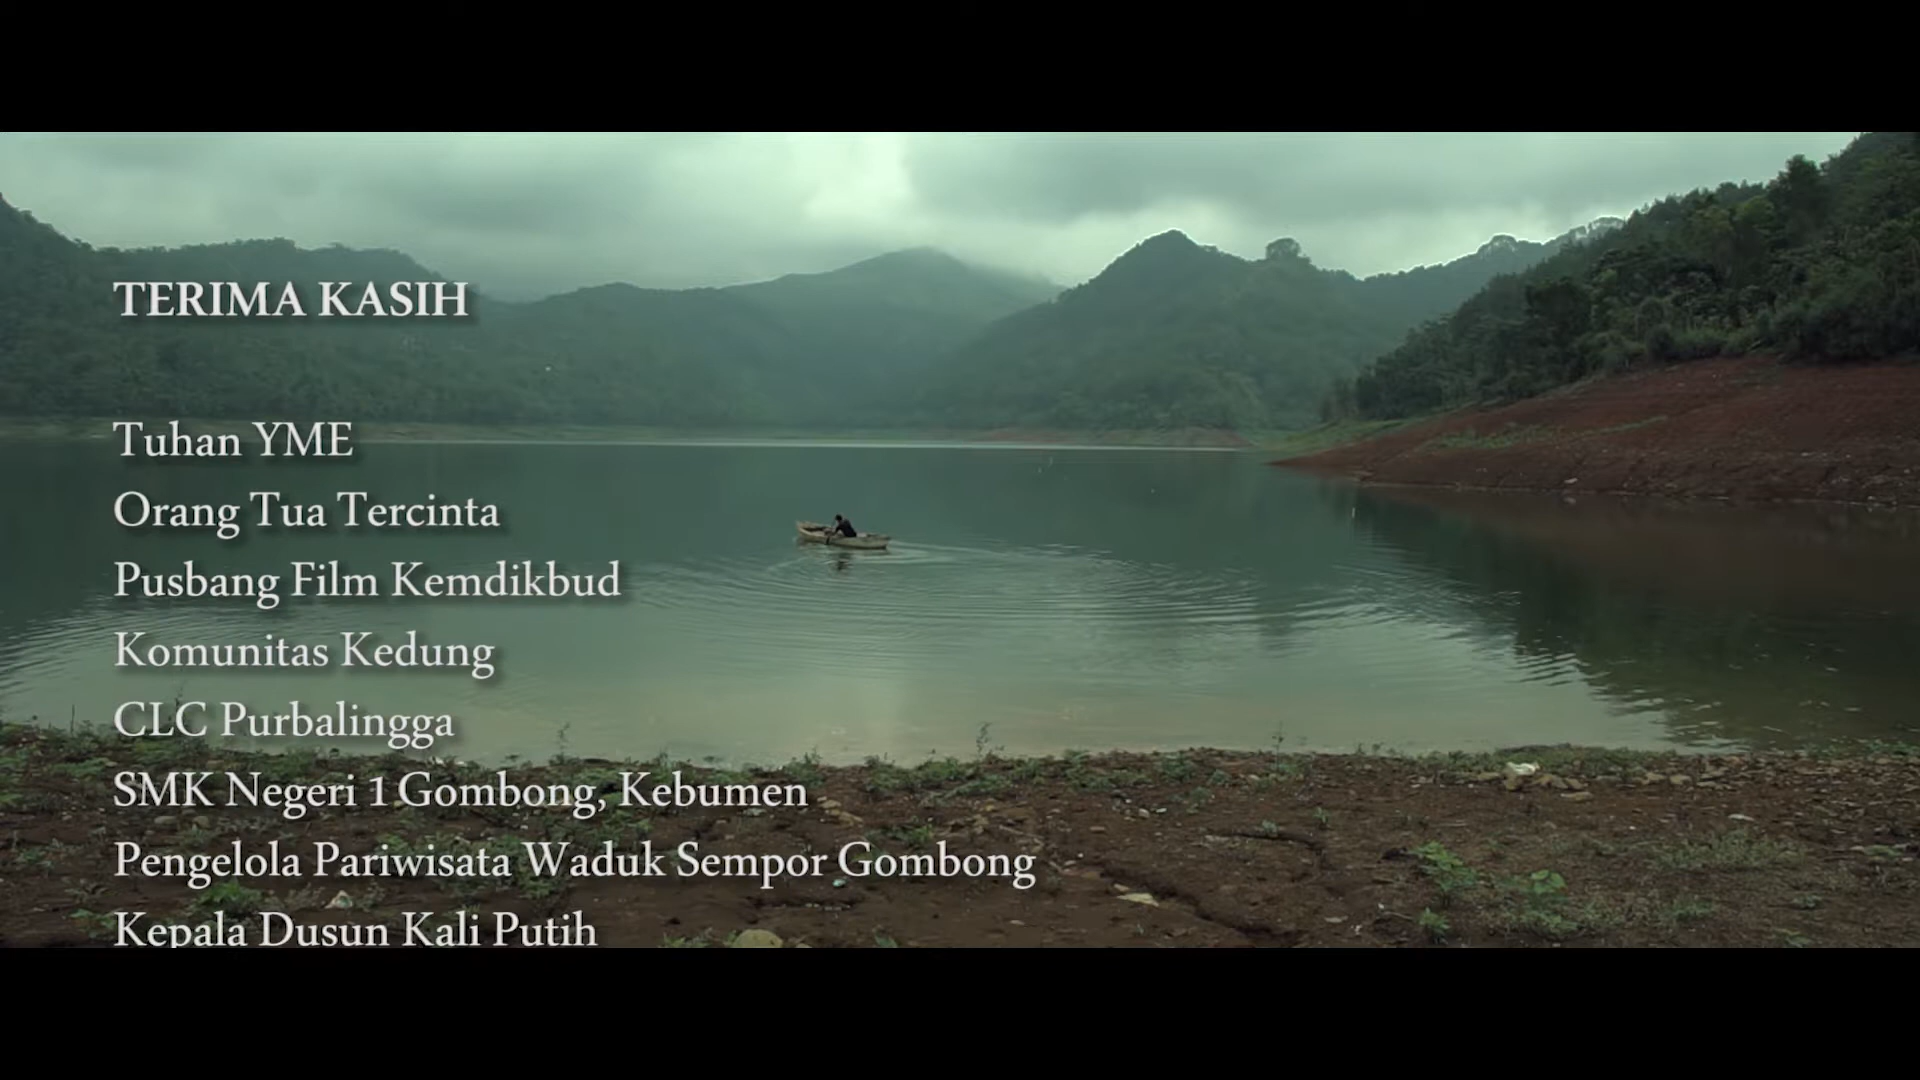 TERIMA KASIH
Tuhan YME
Orang Tua Tercinta
Pusbang Film Kemdikbud
Komunitas Kedung
CLC Purbalingga
SMK Negeri 1 Gombong, Kebumen
Pengelola Pariwisata Waduk Sempor Gombong
Kepala Dusun Kali Putih